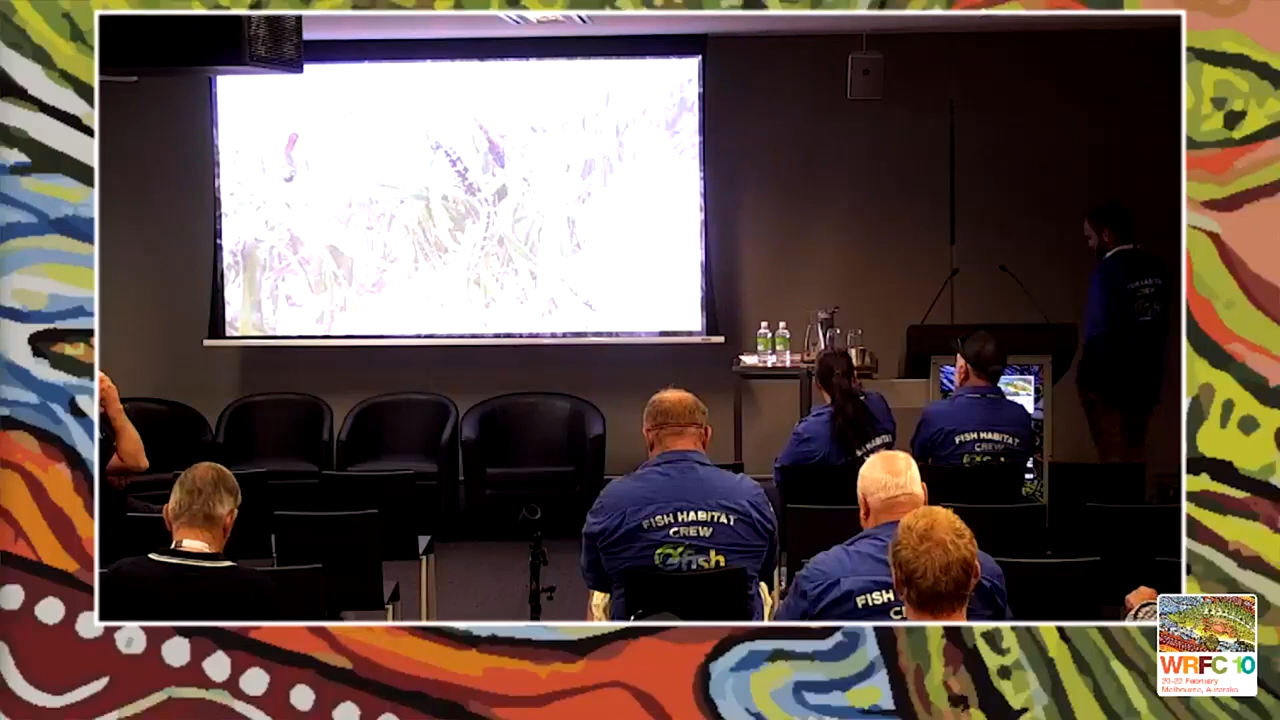 FISH HABITAT
CREW
fish
FISH HABITAT
CREW
FISH
WRFC 10
20-22 February
Melbourne, Australia